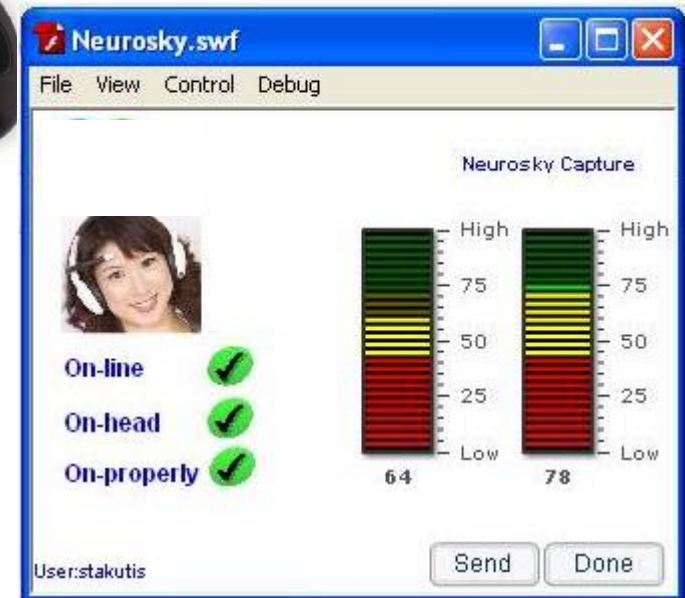 Neurosky.swf
File View Control Debug
Neurosky Capture
High High
75 75
50 50
25 25
Low Low
64 78
On-line
On-head
On-properly
User:stakutis
Send Done